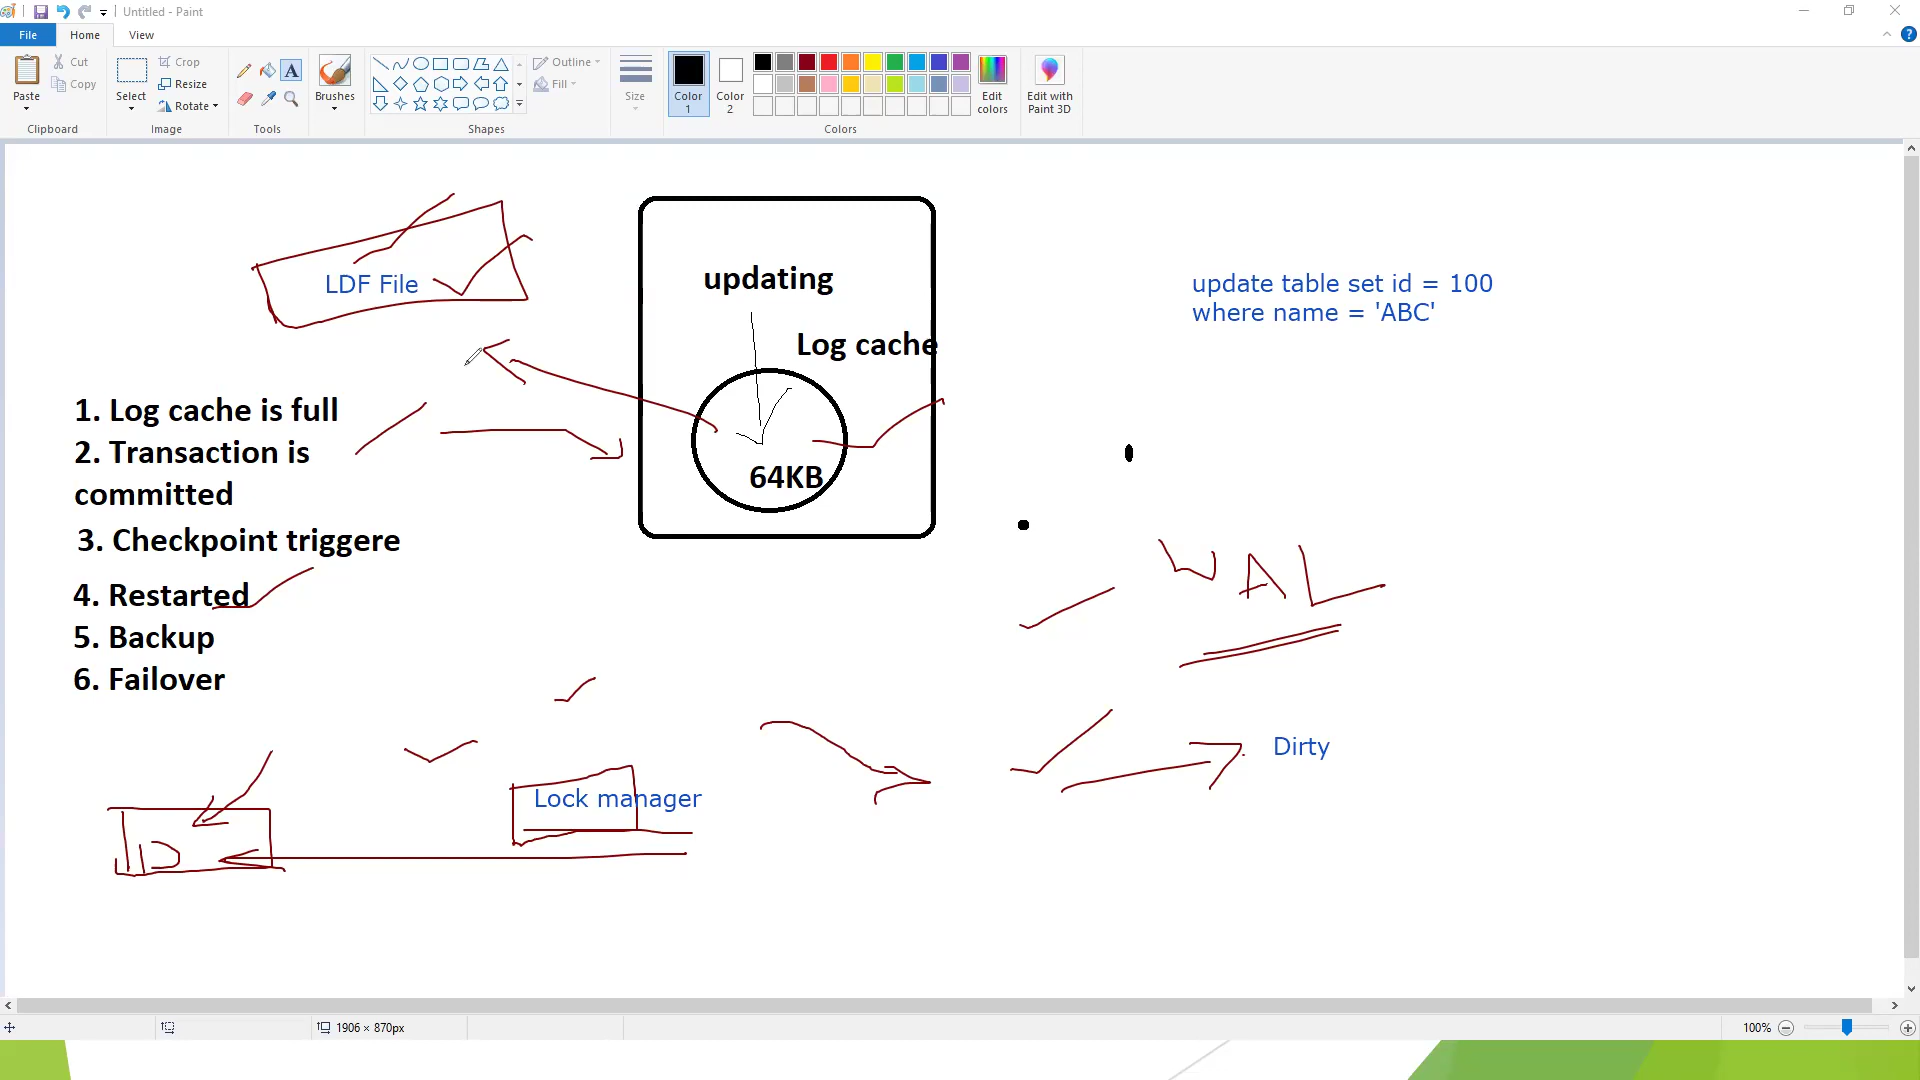 Untitled - Paint
File
Home
View
Paste
Cut
Copy
Clipboard
Select
Crop
Resize
Rotate
Image
A
Tools
Brushes
Shapes
Outline
Fill
Size
Color 1
Color 2
Edit colors
Colors
Edit with Paint 3D
LDF File
updating
Log cache
64KB
update table set id = 100
where name = 'ABC'
1. Log cache is full
2. Transaction is
committed
3. Checkpoint triggere
4. Restarted
5. Backup
6. Failover
WAL
Dirty
Lock manager
ID
1906 × 870px
100%